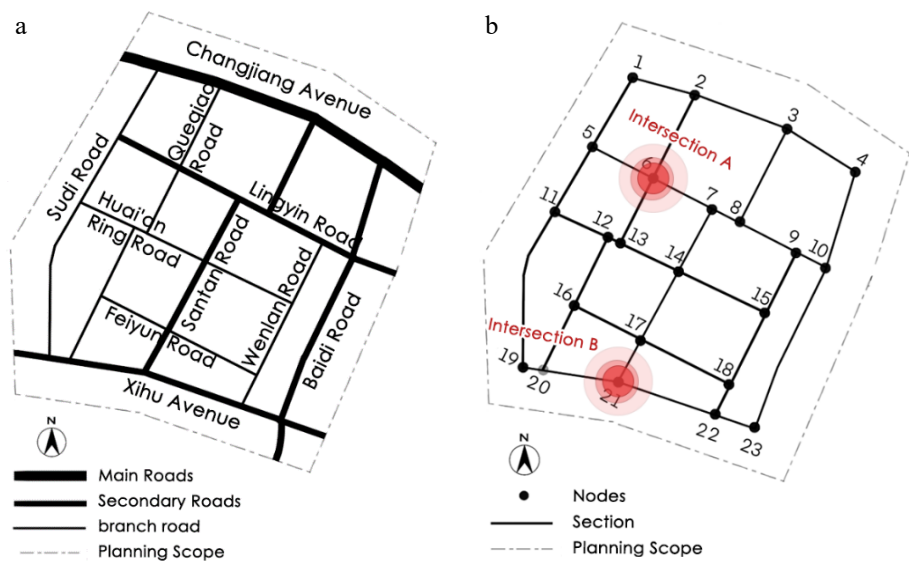 a
Changjiang Avenue
Queqiao
Road
Sudi Road
Lingyin Road
Huai'an
Ring Road
Santan Road
Wenlan Road
Feiyun Road
Baidi Road
Xihu Avenue
N
Main Roads
Secondary Roads
branch road
Planning Scope
b
1
2
3
4
5
Intersection A
6
7
8
9
10
11
12
13
14
15
16
17
18
Intersection B
19
20
21
22
23
N
Nodes
Section
Planning Scope